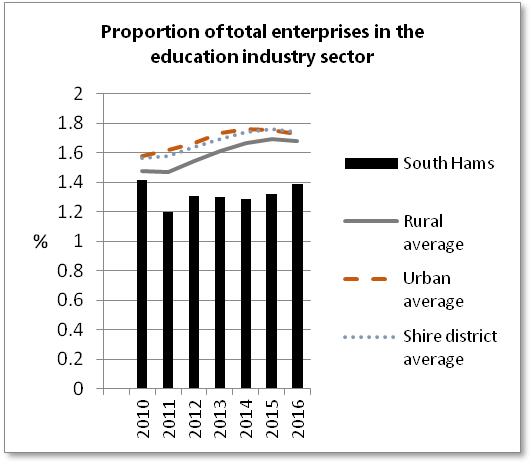 Proportion of total enterprises in the
education industry sector
2
1.8
1.6
1.4
1.2
1
0.8
0.6
0.4
0.2
0
%
2010
2011
2012
2013
2014
2015
2016
South Hams
Rural
average
Urban
average
Shire district
average